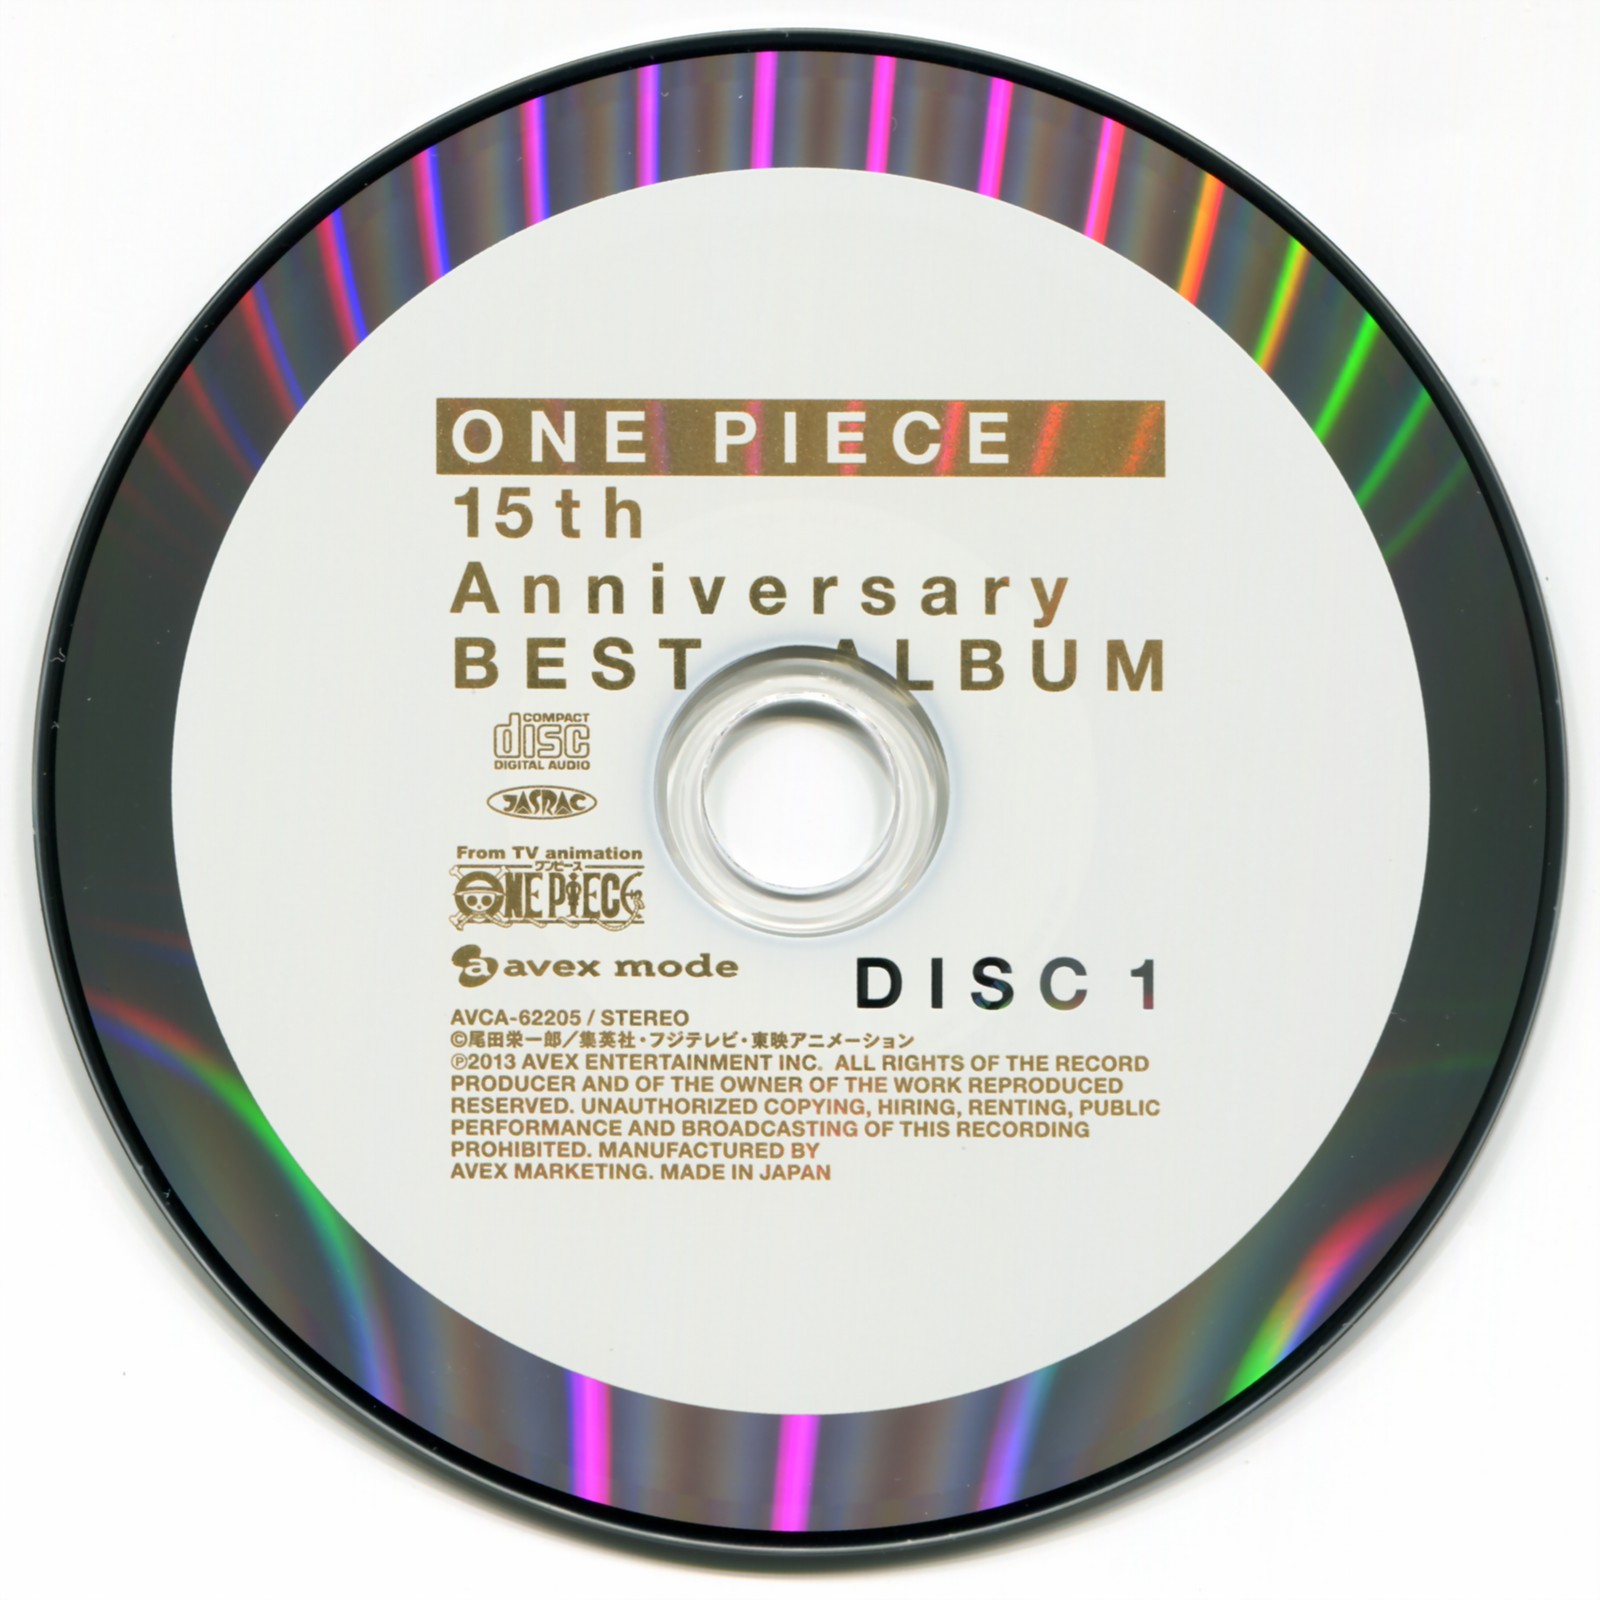 ONE PIECE
15th
Anniversary
BEST ALBUM
COMPACT
disc
DIGITAL AUDIO
JASRAC
From TV animation
ワンピース
ONE PIECE
a avex mode
DISC 1
AVCA-62205 / STEREO
©尾田栄一郎／集英社・フジテレビ・東映アニメーション
℗2013 AVEX ENTERTAINMENT INC. ALL RIGHTS OF THE RECORD
PRODUCER AND OF THE OWNER OF THE WORK REPRODUCED
RESERVED. UNAUTHORIZED COPYING, HIRING, RENTING, PUBLIC
PERFORMANCE AND BROADCASTING OF THIS RECORDING
PROHIBITED. MANUFACTURED BY
AVEX MARKETING. MADE IN JAPAN